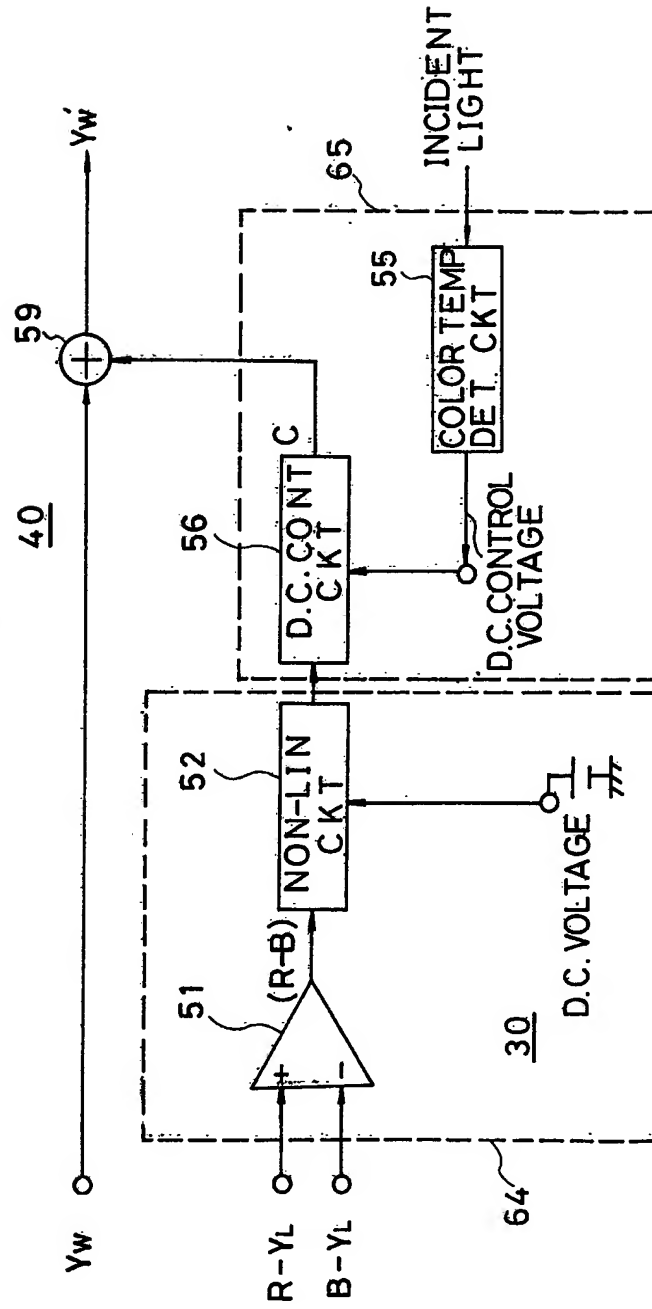 40
Yw
59
Yw'
R-YL
B-YL
51
(R-B)
52
NON-LIN
CKT
56
D.C. CONT
CKT
C
65
55
COLOR TEMP
DET. CKT
INCIDENT
LIGHT
D.C. CONTROL
VOLTAGE
D.C. VOLTAGE
30
64
+
−
+